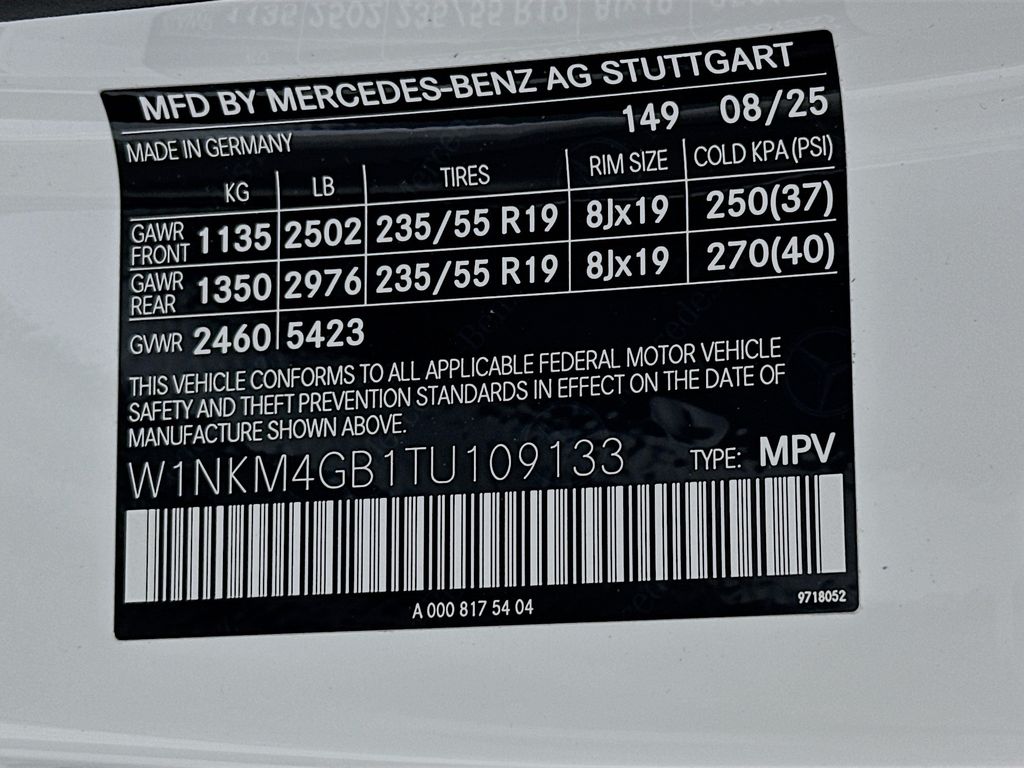 MFD BY MERCEDES-BENZ AG STUTTGART
149 08/25
MADE IN GERMANY
KG LB TIRES RIM SIZE COLD KPA (PSI)
GAWR FRONT 1135 2502 235/55 R19 8Jx19 250(37)
GAWR REAR 1350 2976 235/55 R19 8Jx19 270(40)
GVWR 2460 5423
THIS VEHICLE CONFORMS TO ALL APPLICABLE FEDERAL MOTOR VEHICLE
SAFETY AND THEFT PREVENTION STANDARDS IN EFFECT ON THE DATE OF
MANUFACTURE SHOWN ABOVE.
W1NKM4GB1TU109133 TYPE: MPV
A 000 817 54 04
9718052